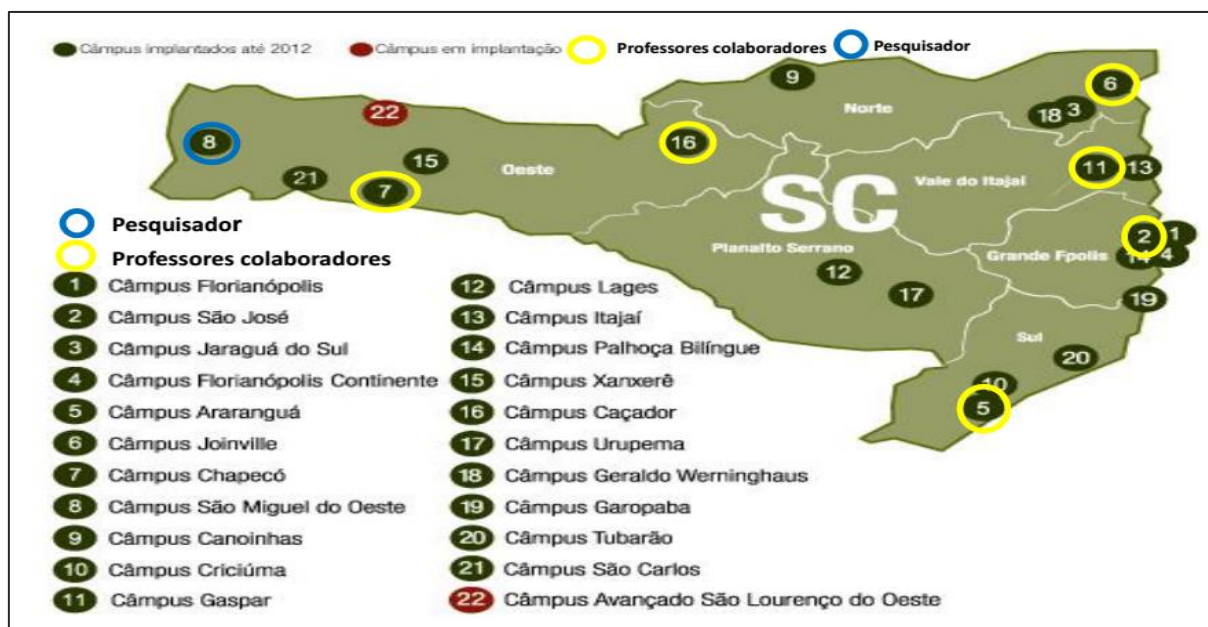 Câmpus implantados até 2012 Câmpus em implantação Professores colaboradores Pesquisador
9
6
Norte
22
18 3
8
16
15
Oeste
11 13
Vale do Itajaí
21
7
SC
2 1
Planalto Serrano
Grande Fpolis
14 4
12
17
19
Sul
20
10
5
Pesquisador
Professores colaboradores
1 Câmpus Florianópolis
2 Câmpus São José
3 Câmpus Jaraguá do Sul
4 Câmpus Florianópolis Continente
5 Câmpus Araranguá
6 Câmpus Joinville
7 Câmpus Chapecó
8 Câmpus São Miguel do Oeste
9 Câmpus Canoinhas
10 Câmpus Criciúma
11 Câmpus Gaspar
12 Câmpus Lages
13 Câmpus Itajaí
14 Câmpus Palhoça Bilíngue
15 Câmpus Xanxerê
16 Câmpus Caçador
17 Câmpus Urupema
18 Câmpus Geraldo Werninghaus
19 Câmpus Garopaba
20 Câmpus Tubarão
21 Câmpus São Carlos
22 Câmpus Avançado São Lourenço do Oeste